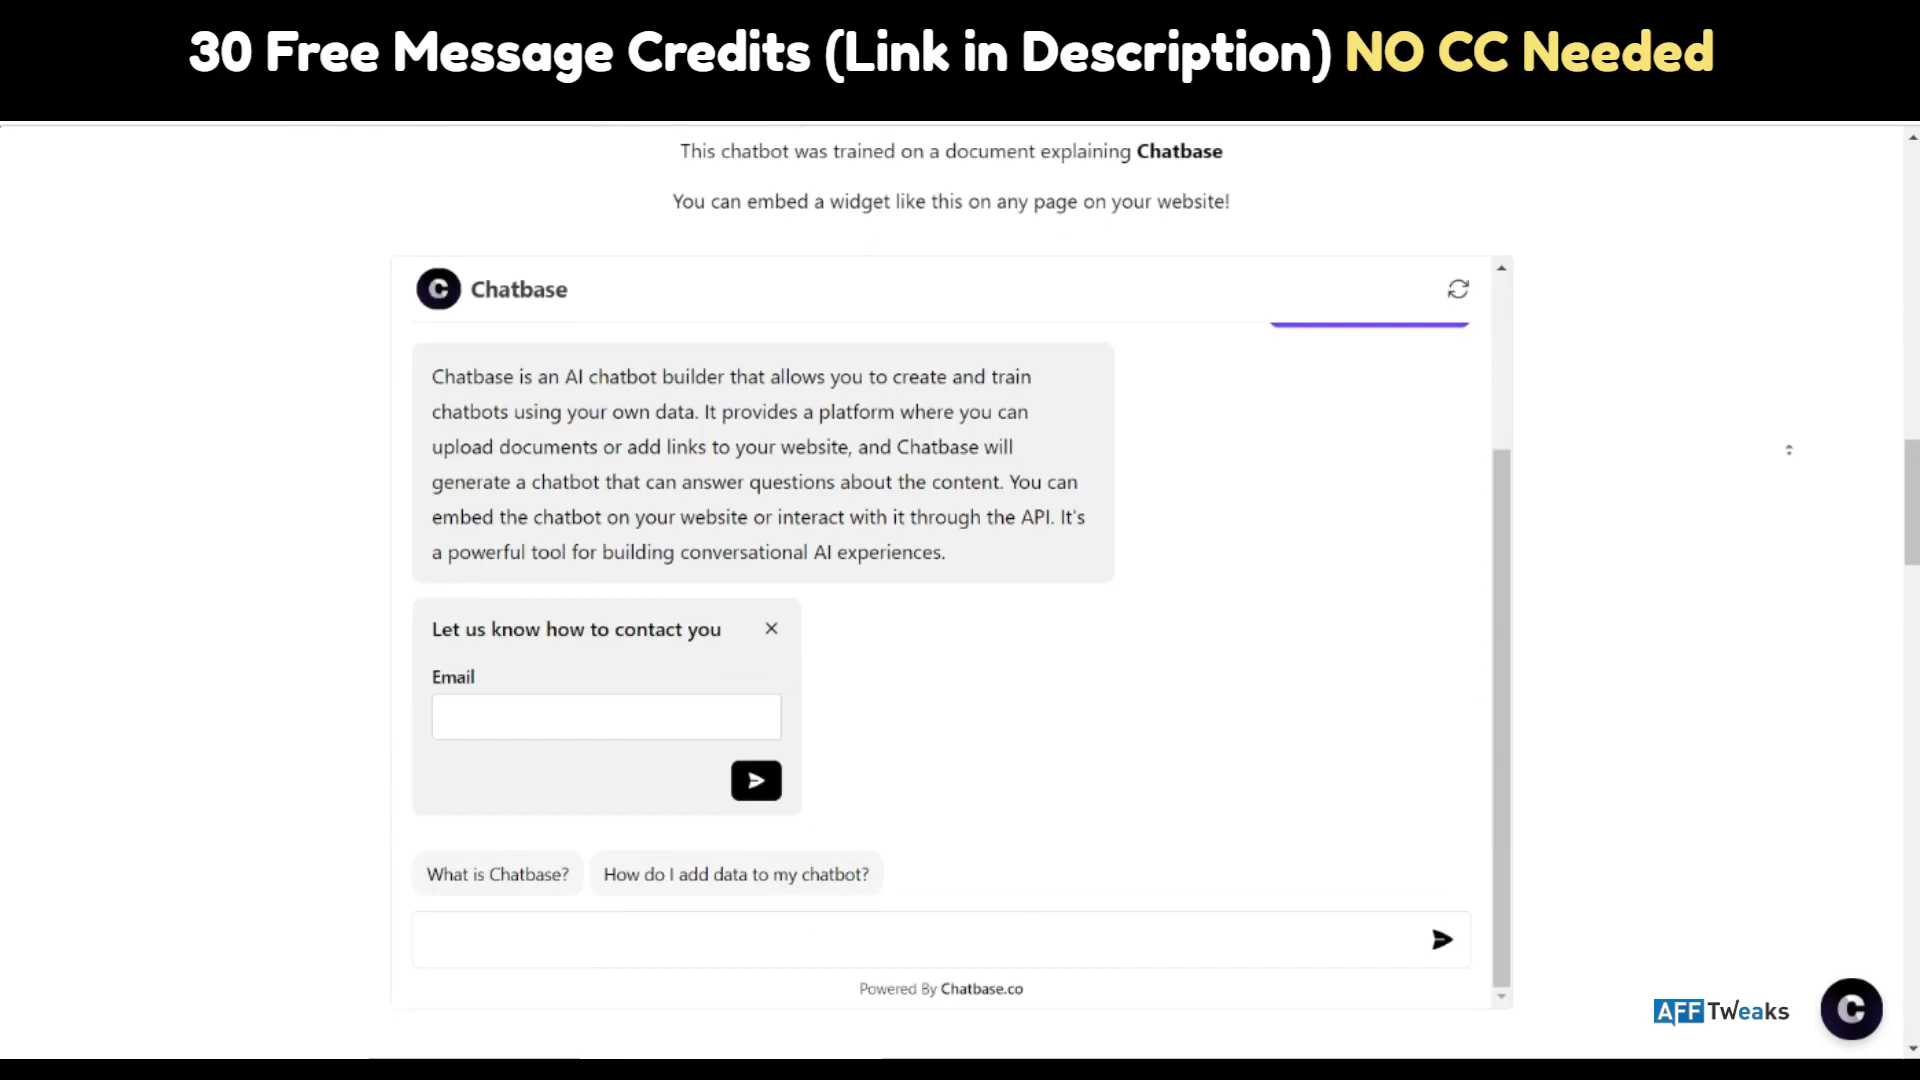 30 Free Message Credits (Link in Description) NO CC Needed
This chatbot was trained on a document explaining Chatbase
You can embed a widget like this on any page on your website!
C Chatbase
Chatbase is an AI chatbot builder that allows you to create and train
chatbots using your own data. It provides a platform where you can
upload documents or add links to your website, and Chatbase will
generate a chatbot that can answer questions about the content. You can
embed the chatbot on your website or interact with it through the API. It's
a powerful tool for building conversational AI experiences.
Let us know how to contact you
Email
What is Chatbase? How do I add data to my chatbot?
Powered By Chatbase.co
AFFTweaks C